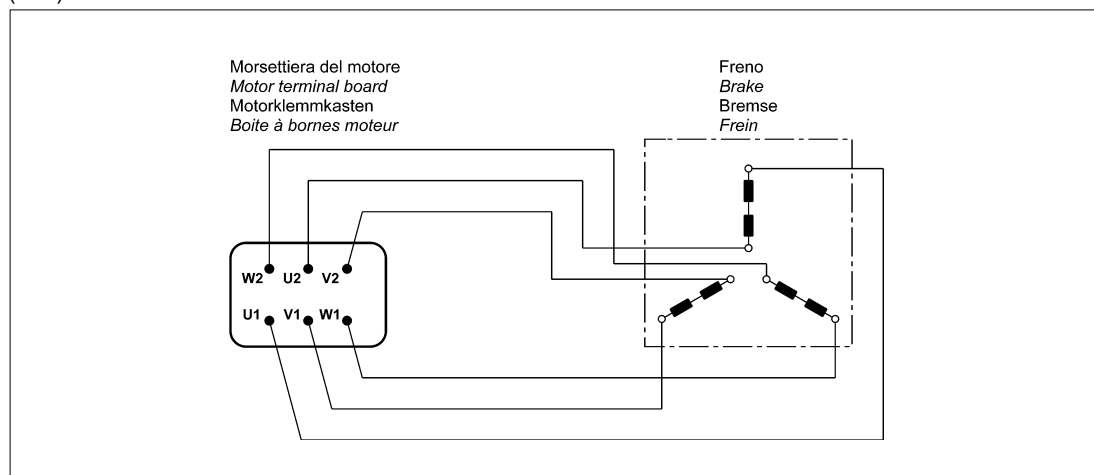 Morsettiera del motore
Motor terminal board
Motorklemmkasten
Boite à bornes moteur
Freno
Brake
Bremse
Frein
W2 U2 V2
U1 V1 W1